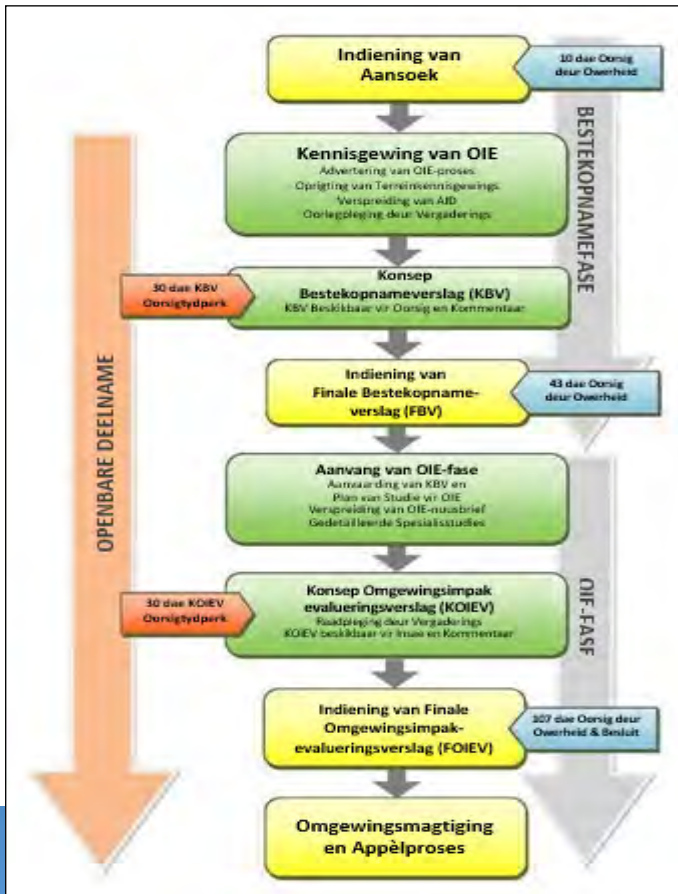 Indiening van
Aansoek
10 dae Oorsig
deur Owerheid
BESTEKOPNAMEFASE
Kennisgewing van OIE
Advertering van OIE-proses
Oprigting van Terreinkennisgewings
Verspreiding van AID
Oorlegpleging deur Vergaderings
30 dae KBV
Oorsigtydpark
Konsep
Bestekopnameverslag (KBV)
KBV Beskikbaar vir Oorsig en Kommentaar
OPENBARE DEELNAME
Indiening van
Finale Bestekopname-
verslag (FBV)
43 dae Oorsig
deur Owerheid
Aanvang van OIE-fase
Aanvaarding van KBV en
Plan van Studie vir OIE
Verspreiding van OIE-nuusbrief
Gedetailleerde Spesialisstudies
OIE-FASE
30 dae KOIEV
Oorsigtydpark
Konsep Omgewingsimpak
evalueringsverslag (KOIEV)
Raadpleging deur Vergaderings
KOIEV beskikbaar vir Insae en Kommentaar
Indiening van Finale
Omgewingsimpak-
evalueringsverslag (FOIEV)
107 dae Oorsig deur
Owerheid & Besluit
Omgewingsmagtiging
en Appèlproses